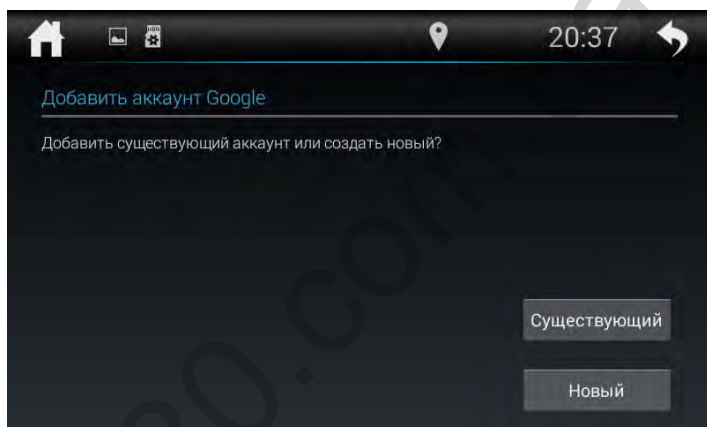 20:37
Добавить аккаунт Google
Добавить существующий аккаунт или создать новый?
Существующий
Новый